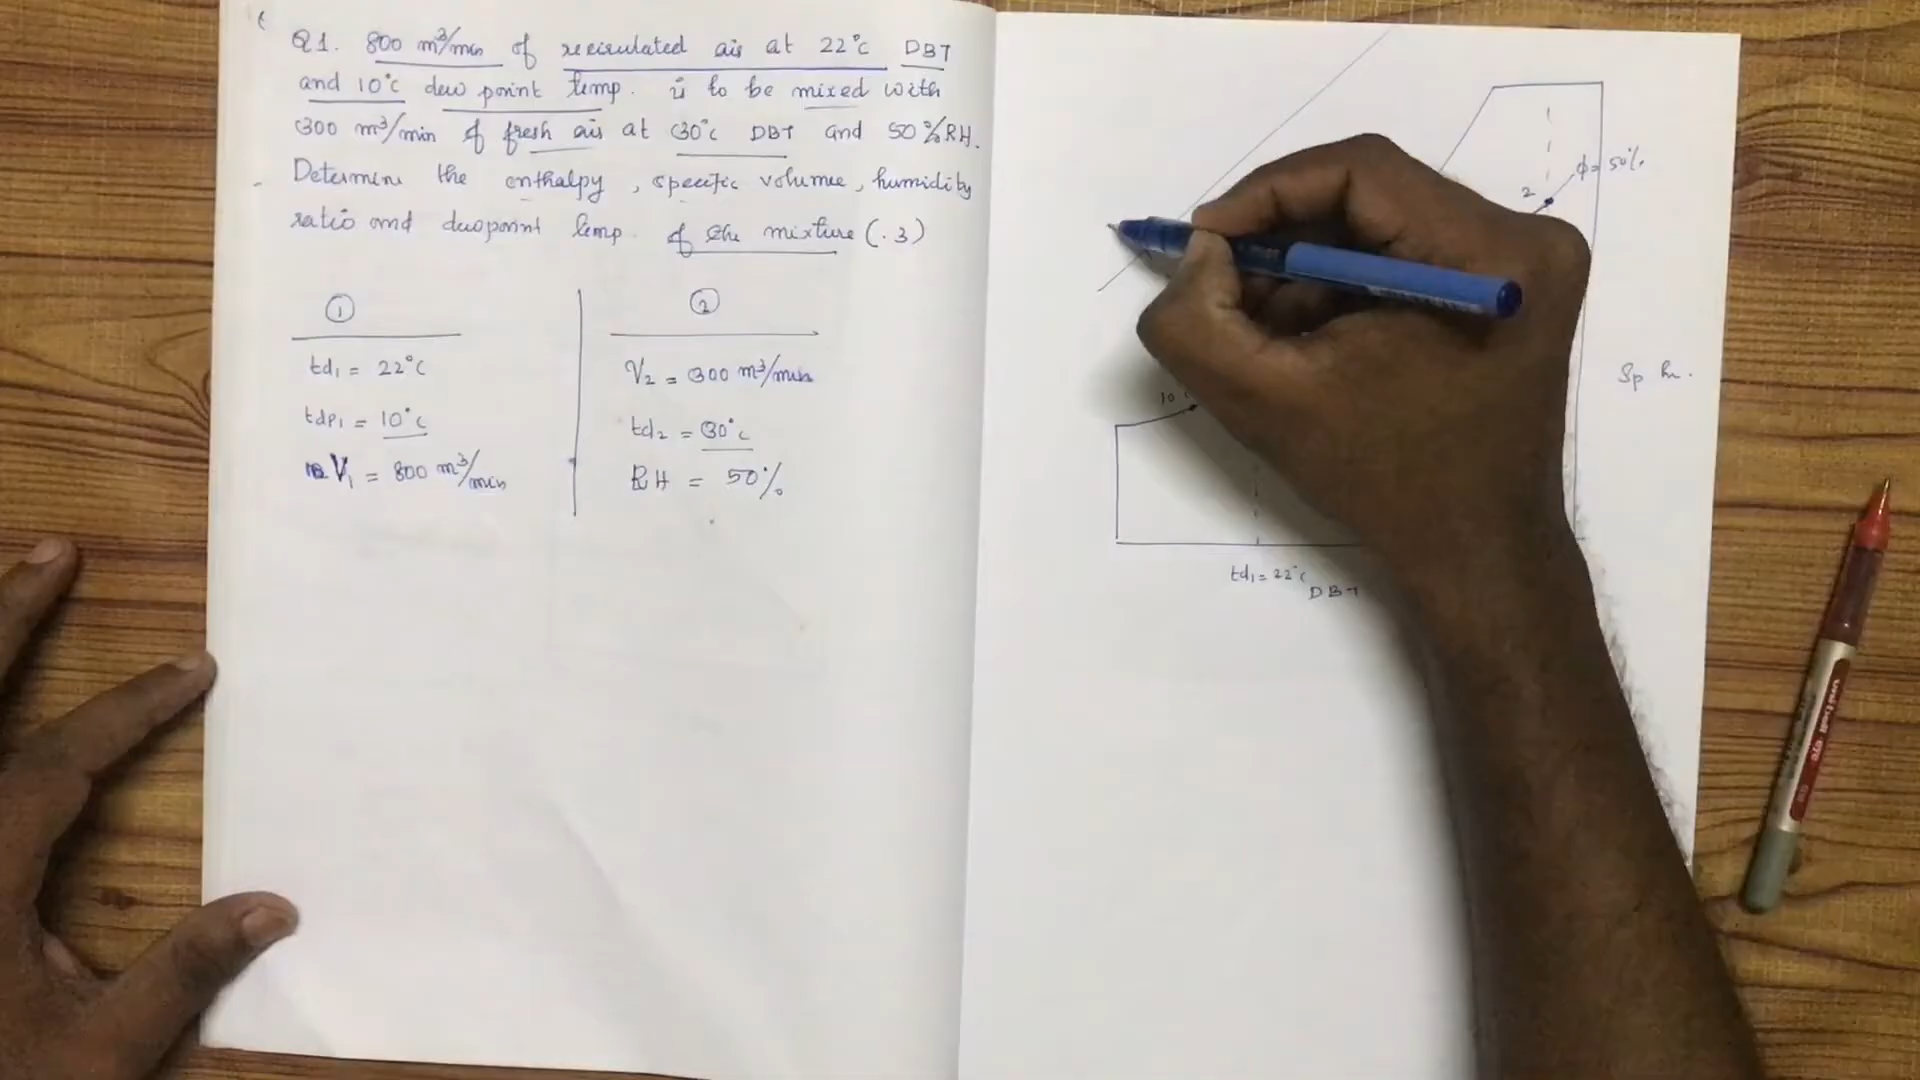 Q1. 800 m³/min of recirculated air at 22°C DBT
and 10°C dew point temp. is to be mixed with
300 m³/min of fresh air at 30°C DBT and 50% RH.
Determine the enthalpy, specific volume, humidity
ratio and dewpoint temp. of the mixture (. 3)
①
td₁ = 22°C
tdp₁ = 10°C
V₁ = 800 m³/min
②
V₂ = 300 m³/min
td₂ = 30°C
RH = 50%
ϕ = 50%
2
Sp hu.
10°C
td₁ = 22°C
DBT
uniball eye